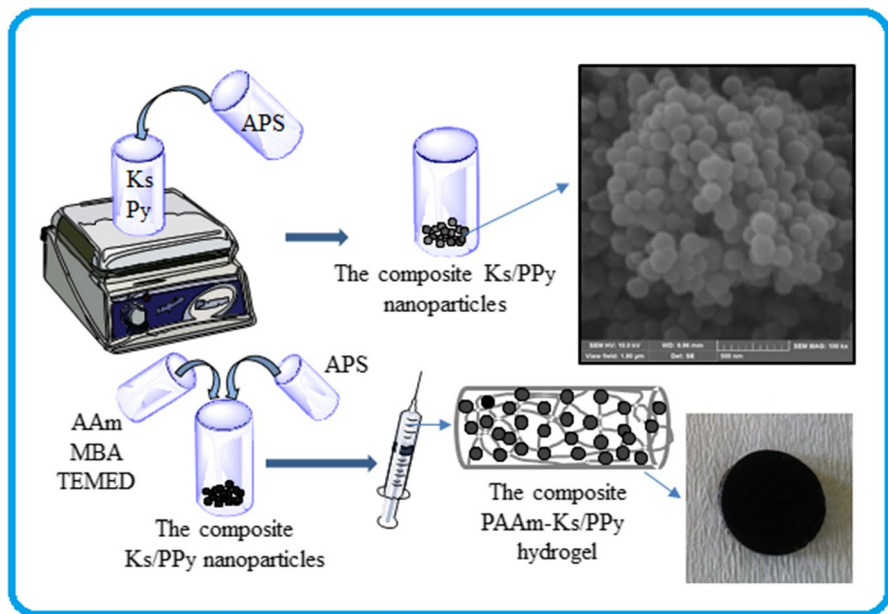 APS
Ks
Py
The composite Ks/PPy
nanoparticles
SEM HV: 10.0 kV
WD: 9.96 mm
SEM MAG: 100 kx
View field: 1.90 μm
Det: SE
500 nm
APS
AAm
MBA
TEMED
The composite
Ks/PPy nanoparticles
The composite
PAAm-Ks/PPy
hydrogel